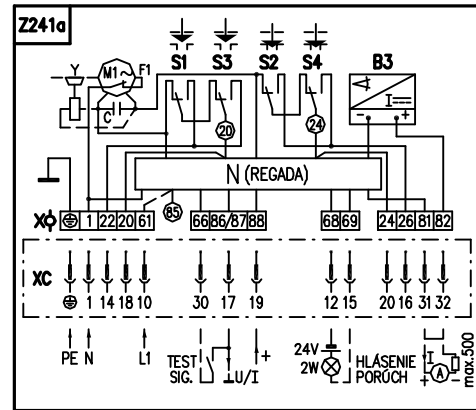 Z241a
S1 S3 S2 S4 B3
Y M1 F1
C
I
- +
20 24
N (REGADA)
85
X 1 22 20 61 66 86/87 88 68 69 24 26 81 82
XC
1 14 18 10 30 17 19 12 15 20 16 31 32
PE N L1 TEST SIG. U/I + 24V 2W HLÁSENIE PORÚCH I + - A max.500